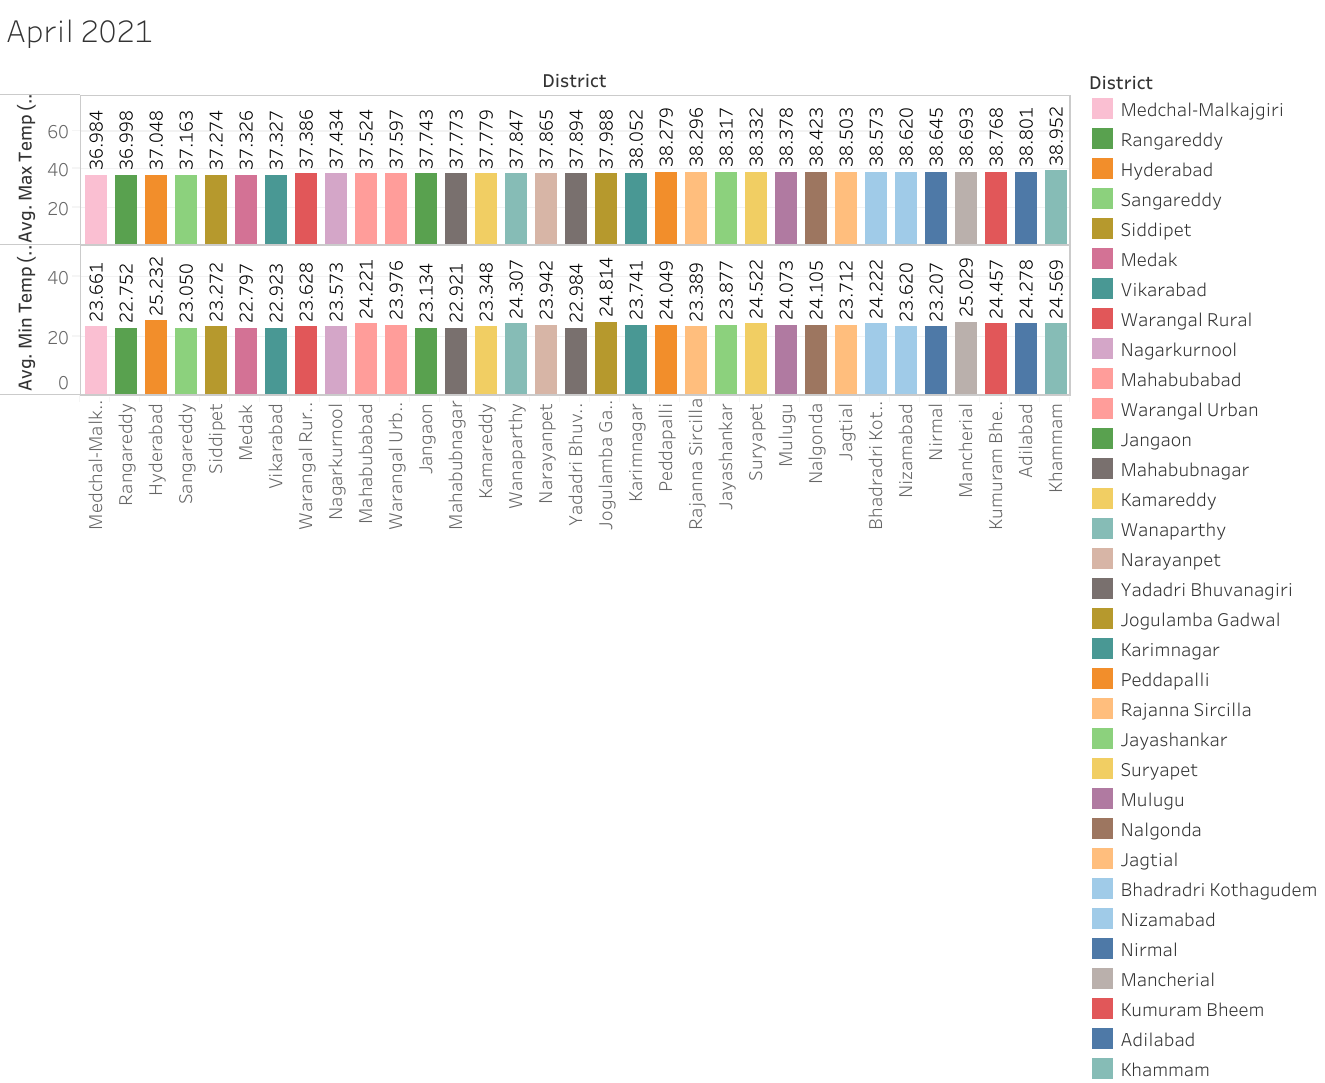 April 2021
District
Avg. Max Temp (..
60
40
20
36.984 36.998 37.048 37.163 37.274 37.326 37.327 37.386 37.434 37.524 37.597 37.743 37.773 37.779 37.847 37.865 37.894 37.988 38.052 38.279 38.296 38.317 38.332 38.378 38.423 38.503 38.573 38.620 38.645 38.693 38.768 38.801 38.952
Avg. Min Temp (..
40
20
0
23.661 22.752 25.232 23.050 23.272 22.797 22.923 23.628 23.573 24.221 23.976 23.134 22.921 23.348 24.307 23.942 22.984 24.814 23.741 24.049 23.389 23.877 24.522 24.073 24.105 23.712 24.222 23.620 23.207 25.029 24.457 24.278 24.569
Medchal-Malk..
Rangareddy
Hyderabad
Sangareddy
Siddipet
Medak
Vikarabad
Warangal Rur..
Nagarkurnool
Mahabubabad
Warangal Urb..
Jangaon
Mahabubnagar
Kamareddy
Wanaparthy
Narayanpet
Yadadri Bhuv..
Jogulamba Ga..
Karimnagar
Peddapalli
Rajanna Sircilla
Jayashankar
Suryapet
Mulugu
Nalgonda
Jagtial
Bhadradri Kot..
Nizamabad
Nirmal
Mancherial
Kumuram Bhe..
Adilabad
Khammam
District
Medchal-Malkajgiri
Rangareddy
Hyderabad
Sangareddy
Siddipet
Medak
Vikarabad
Warangal Rural
Nagarkurnool
Mahabubabad
Warangal Urban
Jangaon
Mahabubnagar
Kamareddy
Wanaparthy
Narayanpet
Yadadri Bhuvanagiri
Jogulamba Gadwal
Karimnagar
Peddapalli
Rajanna Sircilla
Jayashankar
Suryapet
Mulugu
Nalgonda
Jagtial
Bhadradri Kothagudem
Nizamabad
Nirmal
Mancherial
Kumuram Bheem
Adilabad
Khammam